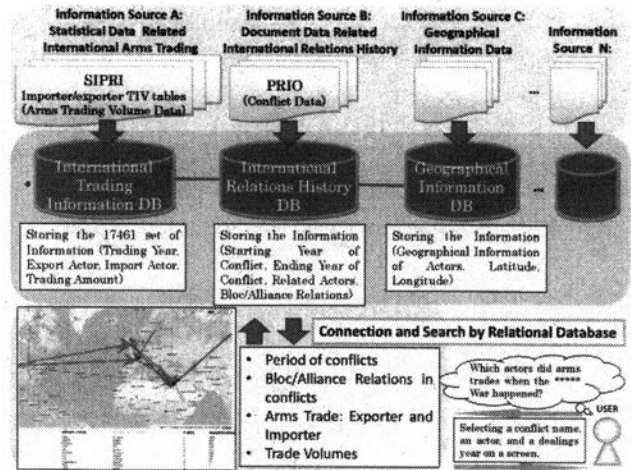 Information Source A:
Statistical Data Related
International Arms Trading
Information Source B:
Document Data Related
International Relations History
Information Source C:
Geographical
Information Data
Information
Source N:
SIPRI
Importer/exporter TIV tables
(Arms Trading Volume Data)
PRIO
(Conflict Data)
...
International
Trading
Information DB
International
Relations History
DB
Geographical
Information
DB
...
Storing the 17461 set of
Information (Trading Year,
Export Actor, Import Actor,
Trading Amount)
Storing the Information
(Starting Year of
Conflict, Ending Year of
Conflict, Related Actors,
Bloc/Alliance Relations)
Storing the Information
(Geographical Information
of Actors, Latitude,
Longitude)
Connection and Search by Relational Database
• Period of conflicts
• Bloc/Alliance Relations in
conflicts
• Arms Trade: Exporter and
Importer
• Trade Volumes
Which actors did arms
trades when the *****
War happened?
USER
Selecting a conflict name,
an actor, and a dealings
year on a screen.